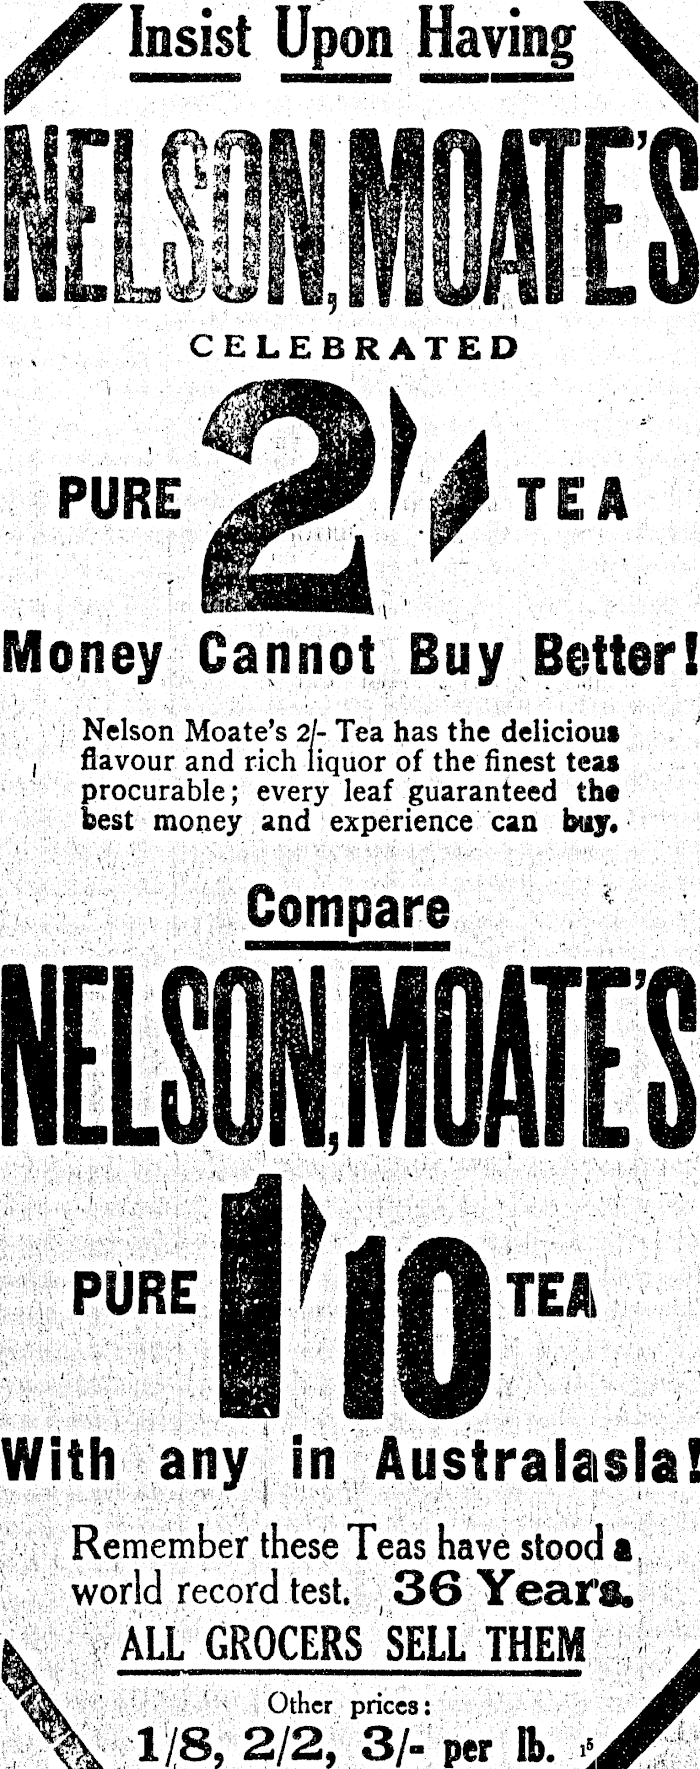 Insist Upon Having
NELSON, MOATE'S
CELEBRATED
PURE 2/- TEA
Money Cannot Buy Better!
Nelson Moate's 2/- Tea has the delicious
flavour and rich liquor of the finest teas
procurable; every leaf guaranteed the
best money and experience can buy.
Compare
NELSON, MOATE'S
PURE 1/10 TEA
With any in Australasia!
Remember these Teas have stood a
world record test. 36 Years.
ALL GROCERS SELL THEM
Other prices:
1/8, 2/2, 3/- per lb. 15